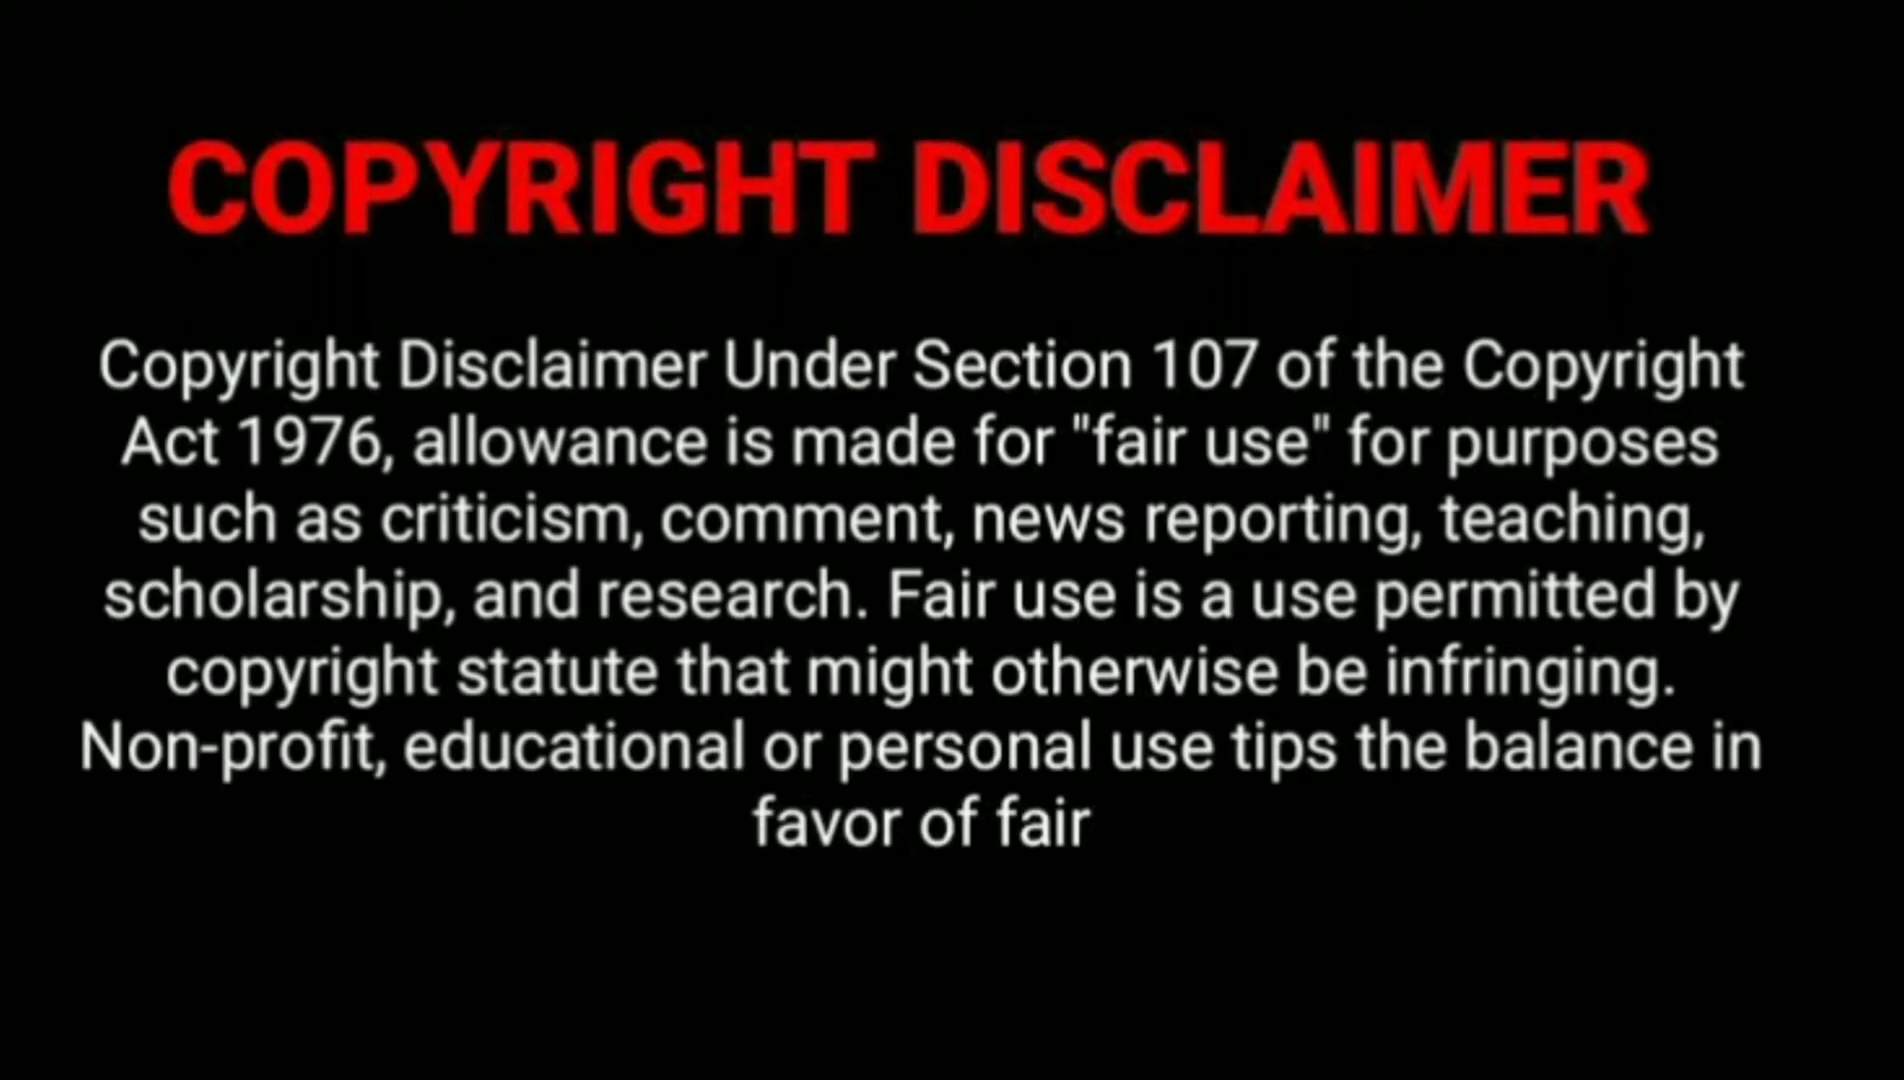 COPYRIGHT DISCLAIMER
Copyright Disclaimer Under Section 107 of the Copyright
Act 1976, allowance is made for "fair use" for purposes
such as criticism, comment, news reporting, teaching,
scholarship, and research. Fair use is a use permitted by
copyright statute that might otherwise be infringing.
Non-profit, educational or personal use tips the balance in
favor of fair